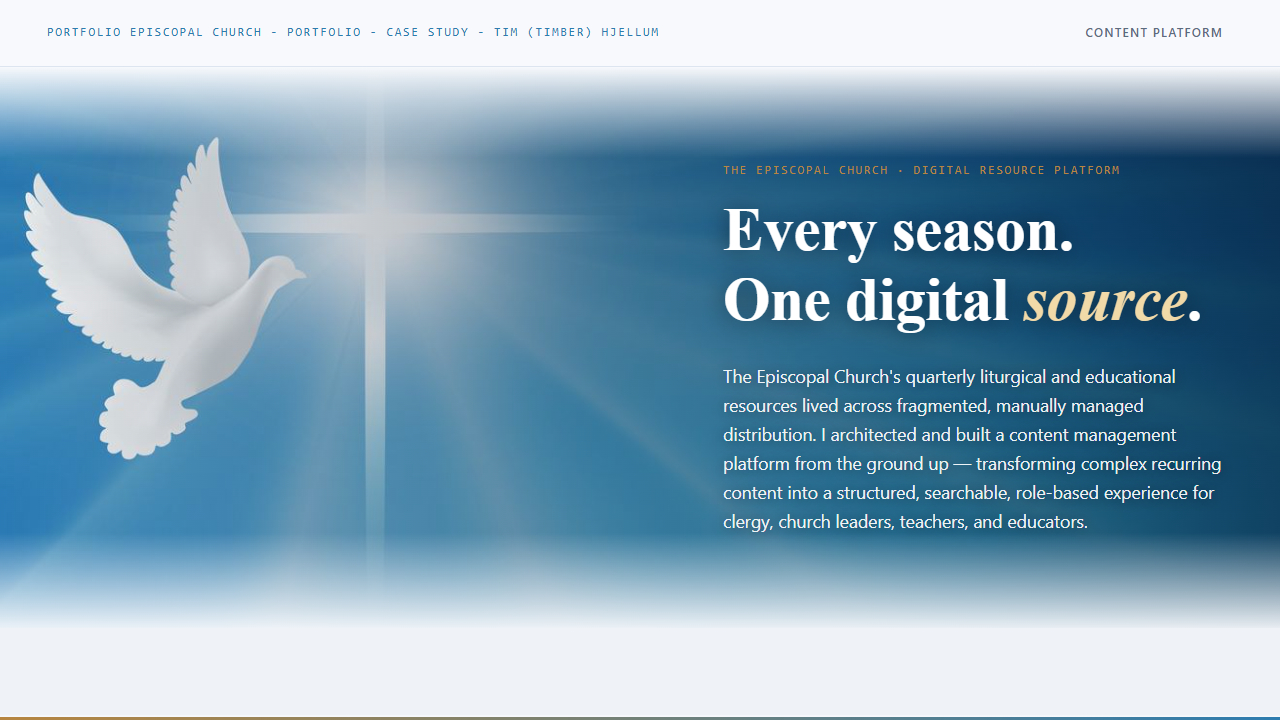 PORTFOLIO EPISCOPAL CHURCH - PORTFOLIO - CASE STUDY - TIM (TIMBER) HJELLUM
CONTENT PLATFORM
THE EPISCOPAL CHURCH · DIGITAL RESOURCE PLATFORM
Every season.
One digital source.
The Episcopal Church's quarterly liturgical and educational
resources lived across fragmented, manually managed
distribution. I architected and built a content management
platform from the ground up — transforming complex recurring
content into a structured, searchable, role-based experience for
clergy, church leaders, teachers, and educators.